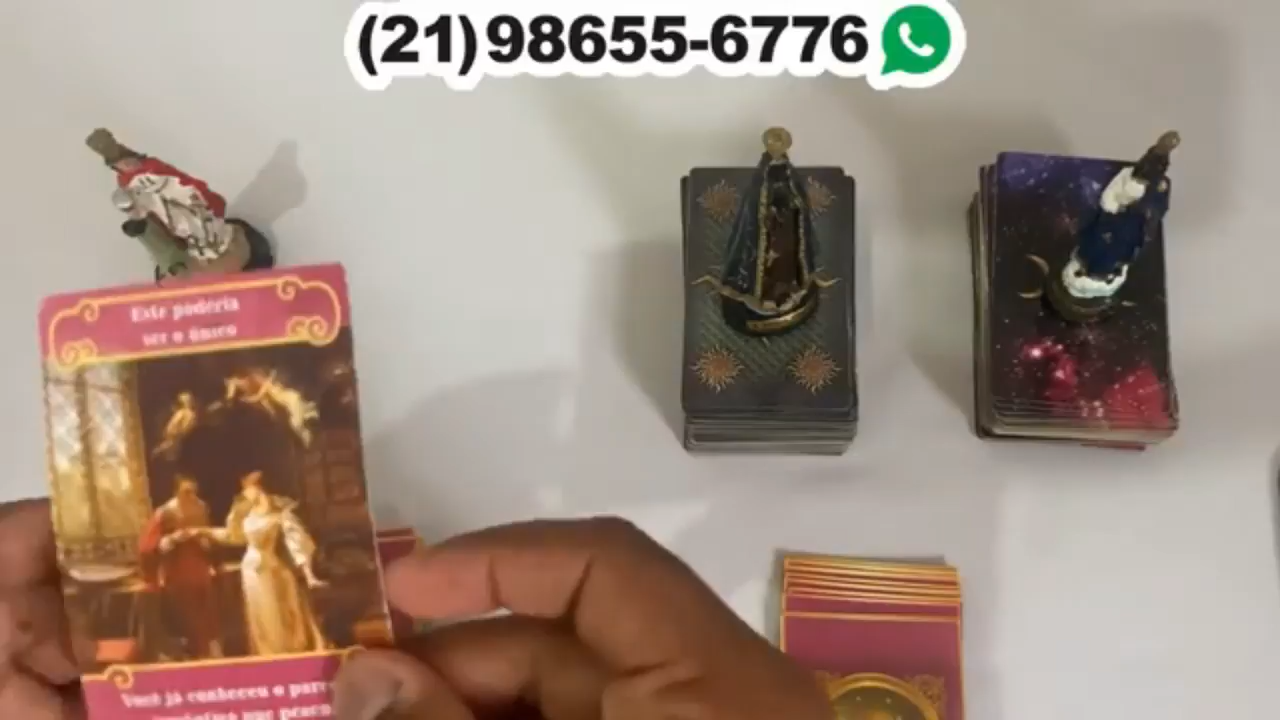 (21)98655-6776
Este poderia
ser o único
Você já conheceu o